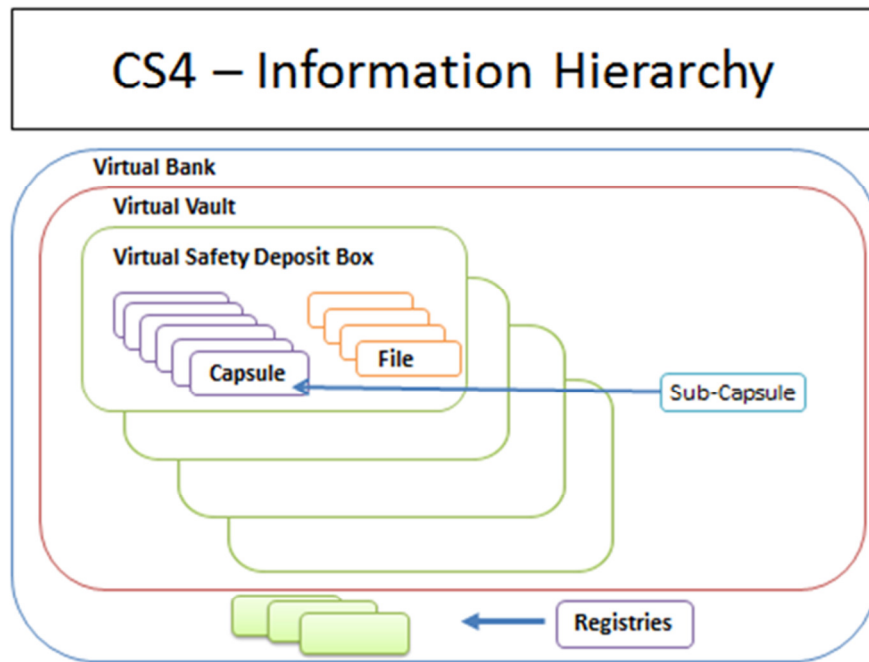 CS4 – Information Hierarchy
Virtual Bank
Virtual Vault
Virtual Safety Deposit Box
Capsule
File
Sub-Capsule
Registries